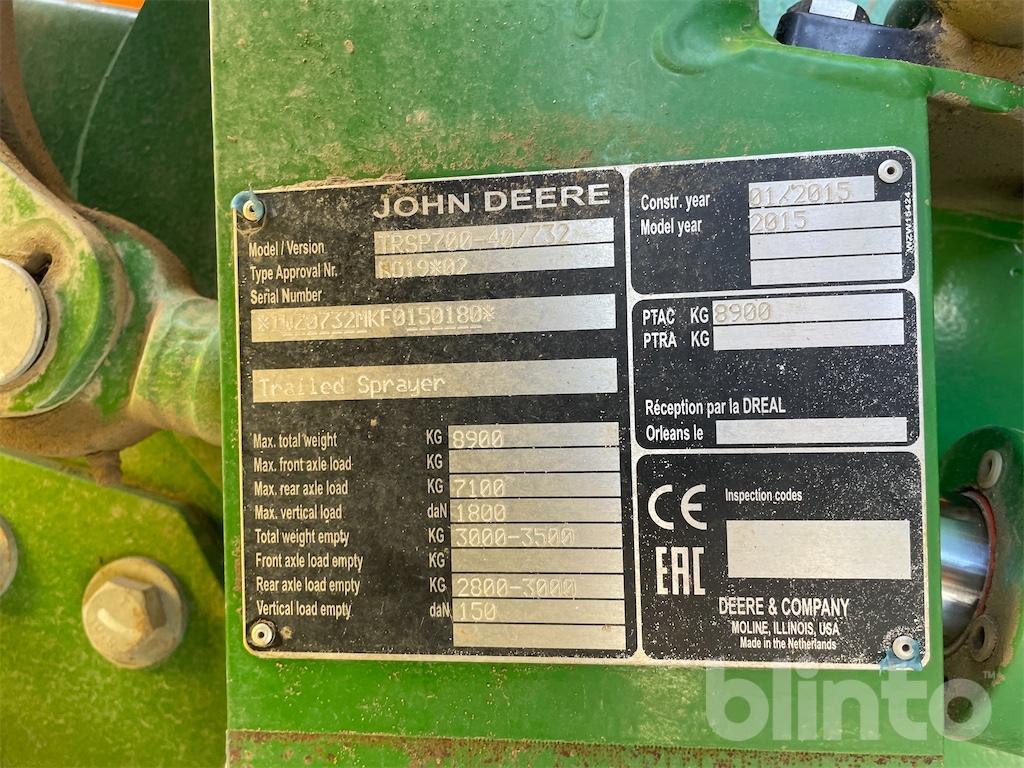 JOHN DEERE
Model / Version TRSP700-40/732
Type Approval Nr. N019*02
Serial Number
*1WZ0732MKF0150180*
Trailed Sprayer
Max. total weight KG 8900
Max. front axle load KG
Max. rear axle load KG 7100
Max. vertical load daN 1800
Total weight empty KG 3000-3500
Front axle load empty KG
Rear axle load empty KG 2800-3000
Vertical load empty daN 150
Constr. year 01/2015
Model year 2015
PTAC KG 8900
PTRA KG
Réception par la DREAL
Orleans le
CE
Inspection codes
EAC
DEERE & COMPANY
MOLINE, ILLINOIS, USA
Made in the Netherlands
blinto™